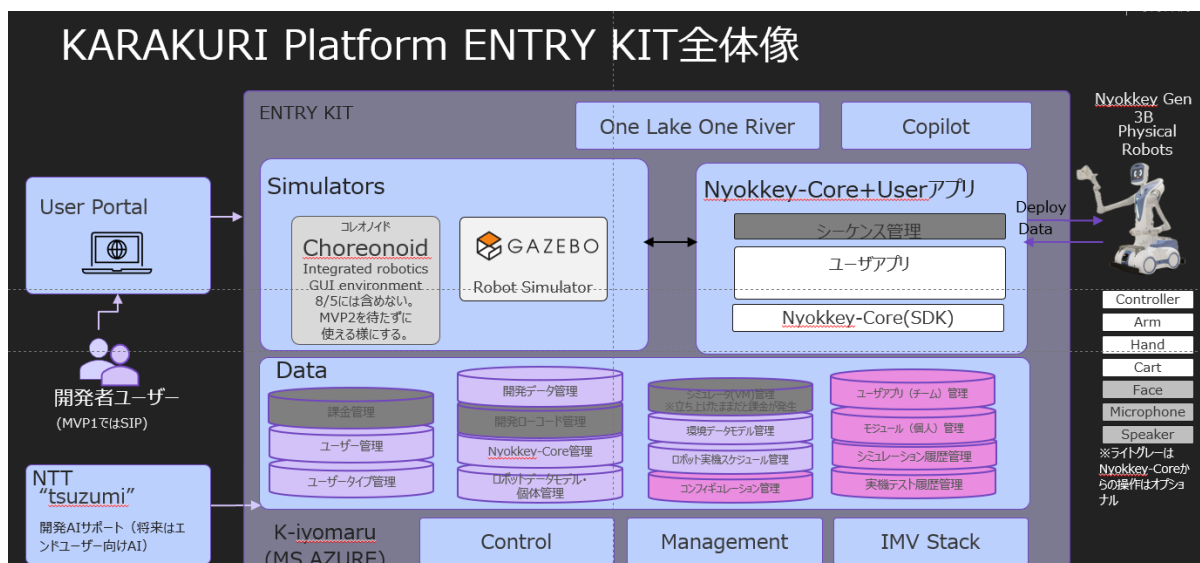 KARAKURI Platform ENTRY KIT全体像
ENTRY KIT
One Lake One River
Copilot
Nyokkey Gen
3B
Physical
Robots
User Portal
Simulators
コレオノイド
Choreonoid
Integrated robotics
GUI environment
8/5には含めない。
MVP2を待たずに
使える様にする。
GAZEBO
Robot Simulator
Nyokkey-Core+Userアプリ
シーケンス管理
ユーザアプリ
Nyokkey-Core(SDK)
Deploy
Data
Controller
Arm
Hand
Cart
Face
Microphone
Speaker
※ライトグレーは
Nyokkey-Coreか
らの操作はオプショ
ナル
開発者ユーザー
(MVP1ではSIP)
Data
課金管理
ユーザー管理
ユーザータイプ管理
開発データ管理
開発ローコード管理
Nyokkey-Core管理
ロボットデータモデル・
個体管理
シミュレータ(VM)管理
※立ち上げたままだと課金が発生
環境データモデル管理
ロボット実機スケジュール管理
コンフィギュレーション管理
ユーザアプリ（チーム）管理
モジュール（個人）管理
シミュレーション履歴管理
実機テスト履歴管理
NTT
“tsuzumi”
開発AIサポート（将来はエ
ンドユーザー向けAI）
K-iyomaru
(MS AZURE)
Control
Management
IMV Stack